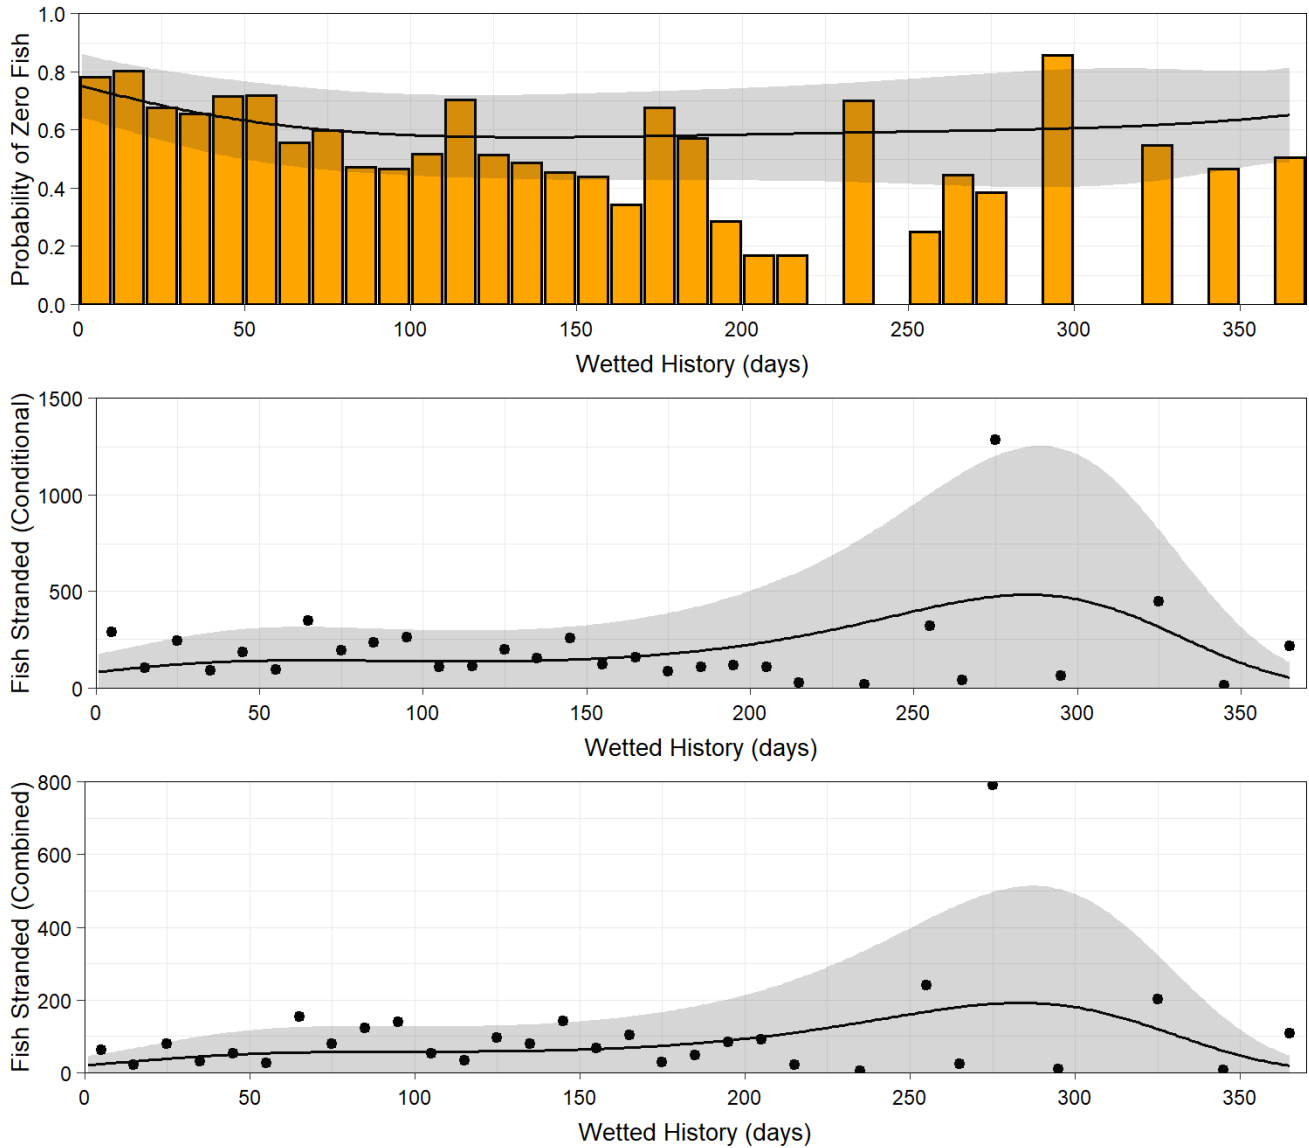 Probability of Zero Fish
1.0
0.8
0.6
0.4
0.2
0.0
0 50 100 150 200 250 300 350
Wetted History (days)
Fish Stranded (Conditional)
1500
1000
500
0
0 50 100 150 200 250 300 350
Wetted History (days)
Fish Stranded (Combined)
800
600
400
200
0
0 50 100 150 200 250 300 350
Wetted History (days)